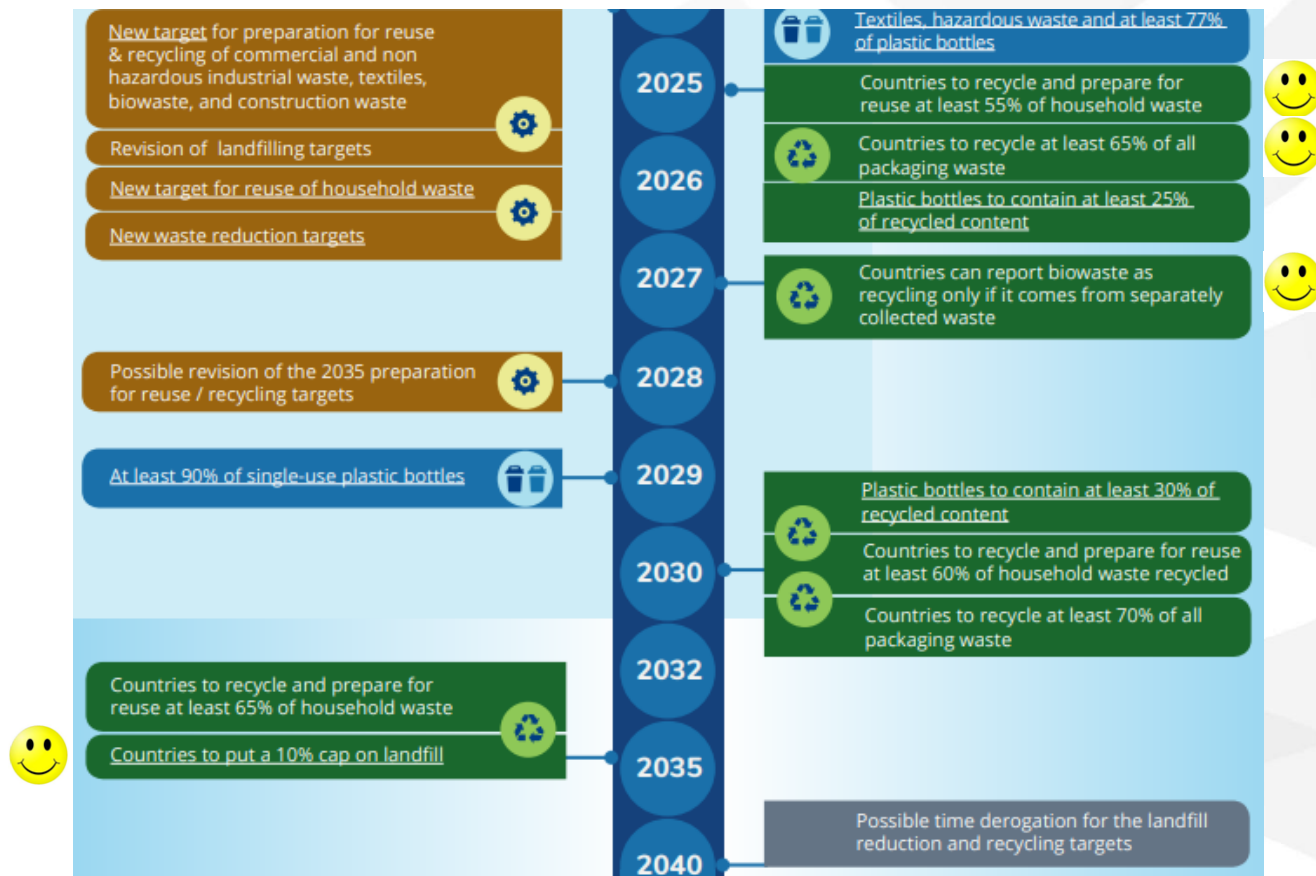 New target for preparation for reuse
& recycling of commercial and non
hazardous industrial waste, textiles,
biowaste, and construction waste
Revision of landfilling targets
New target for reuse of household waste
New waste reduction targets
Textiles, hazardous waste and at least 77%
of plastic bottles
2025
Countries to recycle and prepare for
reuse at least 55% of household waste
Countries to recycle at least 65% of all
packaging waste
Plastic bottles to contain at least 25%
of recycled content
2026
2027
Countries can report biowaste as
recycling only if it comes from separately
collected waste
Possible revision of the 2035 preparation
for reuse / recycling targets
2028
At least 90% of single-use plastic bottles
2029
Plastic bottles to contain at least 30% of
recycled content
Countries to recycle and prepare for reuse
at least 60% of household waste recycled
Countries to recycle at least 70% of all
packaging waste
2030
2032
Countries to recycle and prepare for
reuse at least 65% of household waste
Countries to put a 10% cap on landfill
2035
Possible time derogation for the landfill
reduction and recycling targets
2040